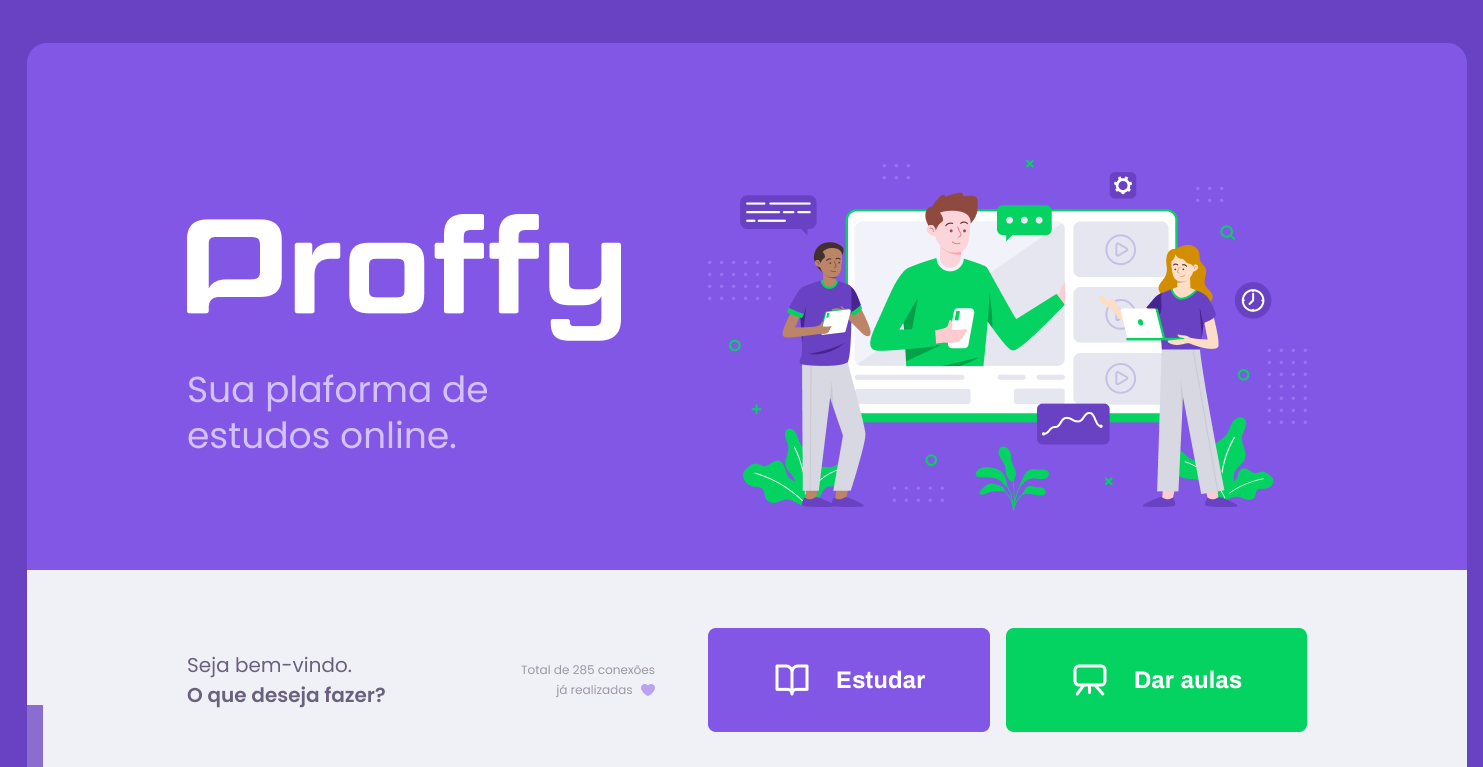 Proffy
Sua plaforma de
estudos online.
Seja bem-vindo.
O que deseja fazer?
Total de 285 conexões
já realizadas
Estudar
Dar aulas